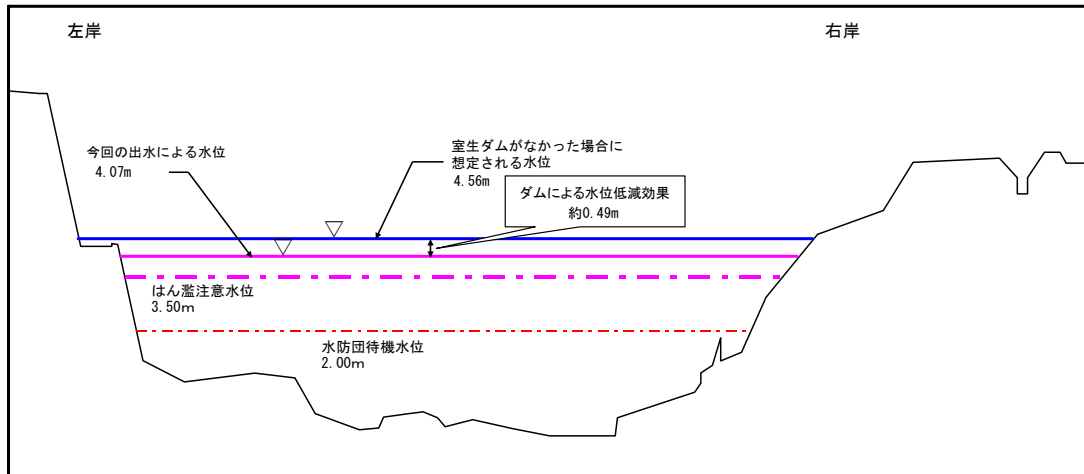 左岸
右岸
今回の出水による水位
4.07m
室生ダムがなかった場合に
想定される水位
4.56m
ダムによる水位低減効果
約0.49m
はん濫注意水位
3.50m
水防団待機水位
2.00m